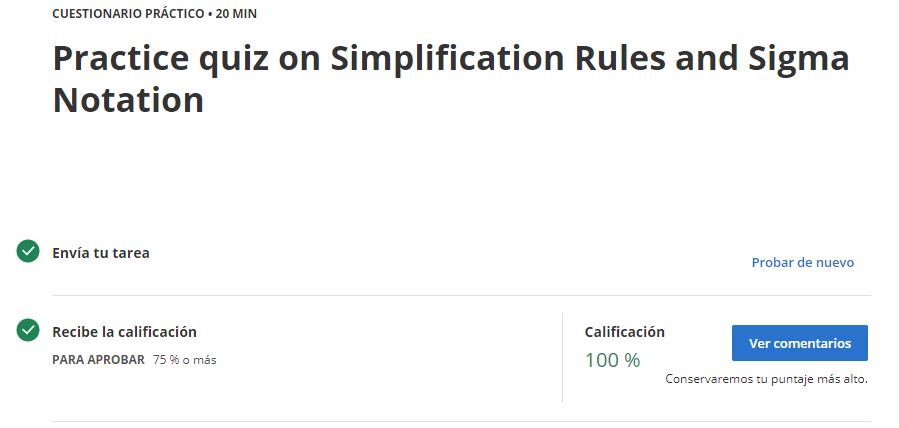 CUESTIONARIO PRÁCTICO • 20 MIN
Practice quiz on Simplification Rules and Sigma
Notation
Envía tu tarea
Probar de nuevo
Recibe la calificación
PARA APROBAR 75 % o más
Calificación
100 %
Ver comentarios
Conservaremos tu puntaje más alto.